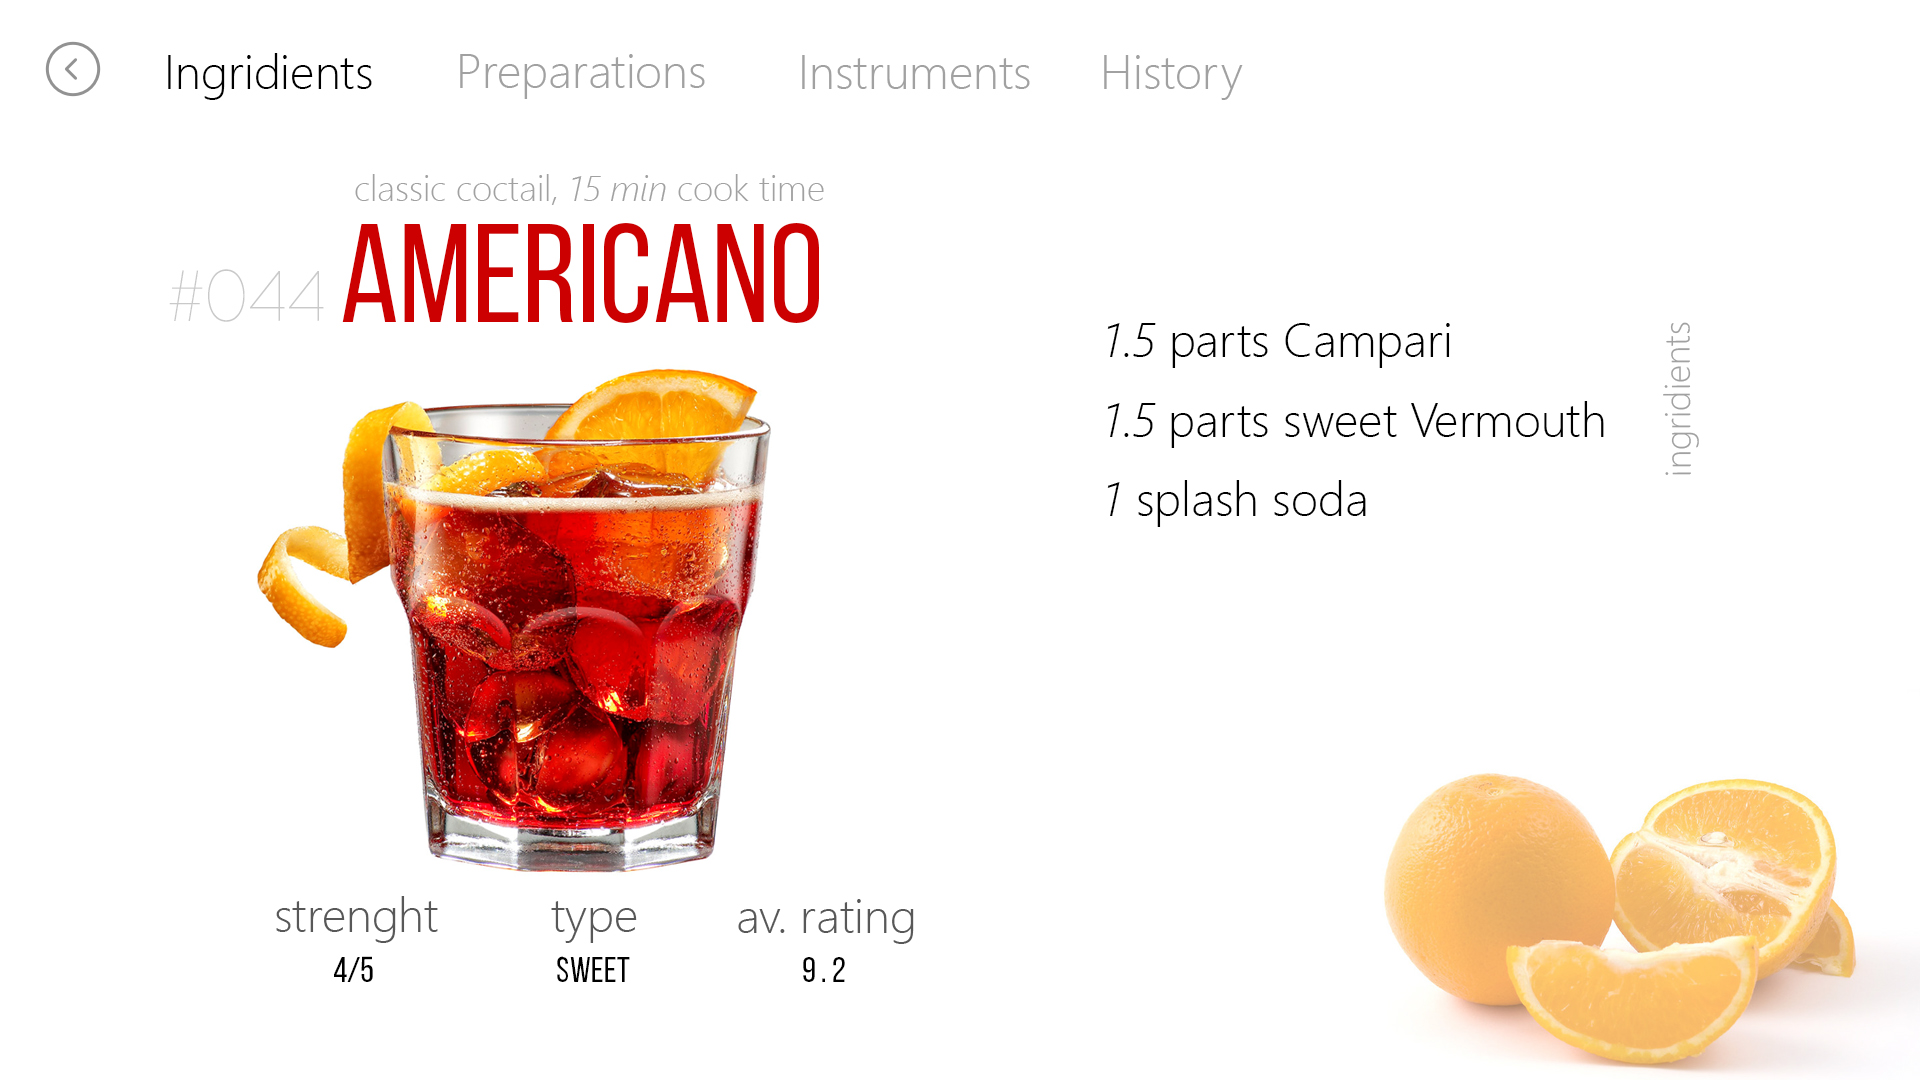 Ingridients Preparations Instruments History
classic coctail, 15 min cook time
#044 AMERICANO
1.5 parts Campari
1.5 parts sweet Vermouth
1 splash soda
ingridients
strenght type av. rating
4/5 SWEET 9.2